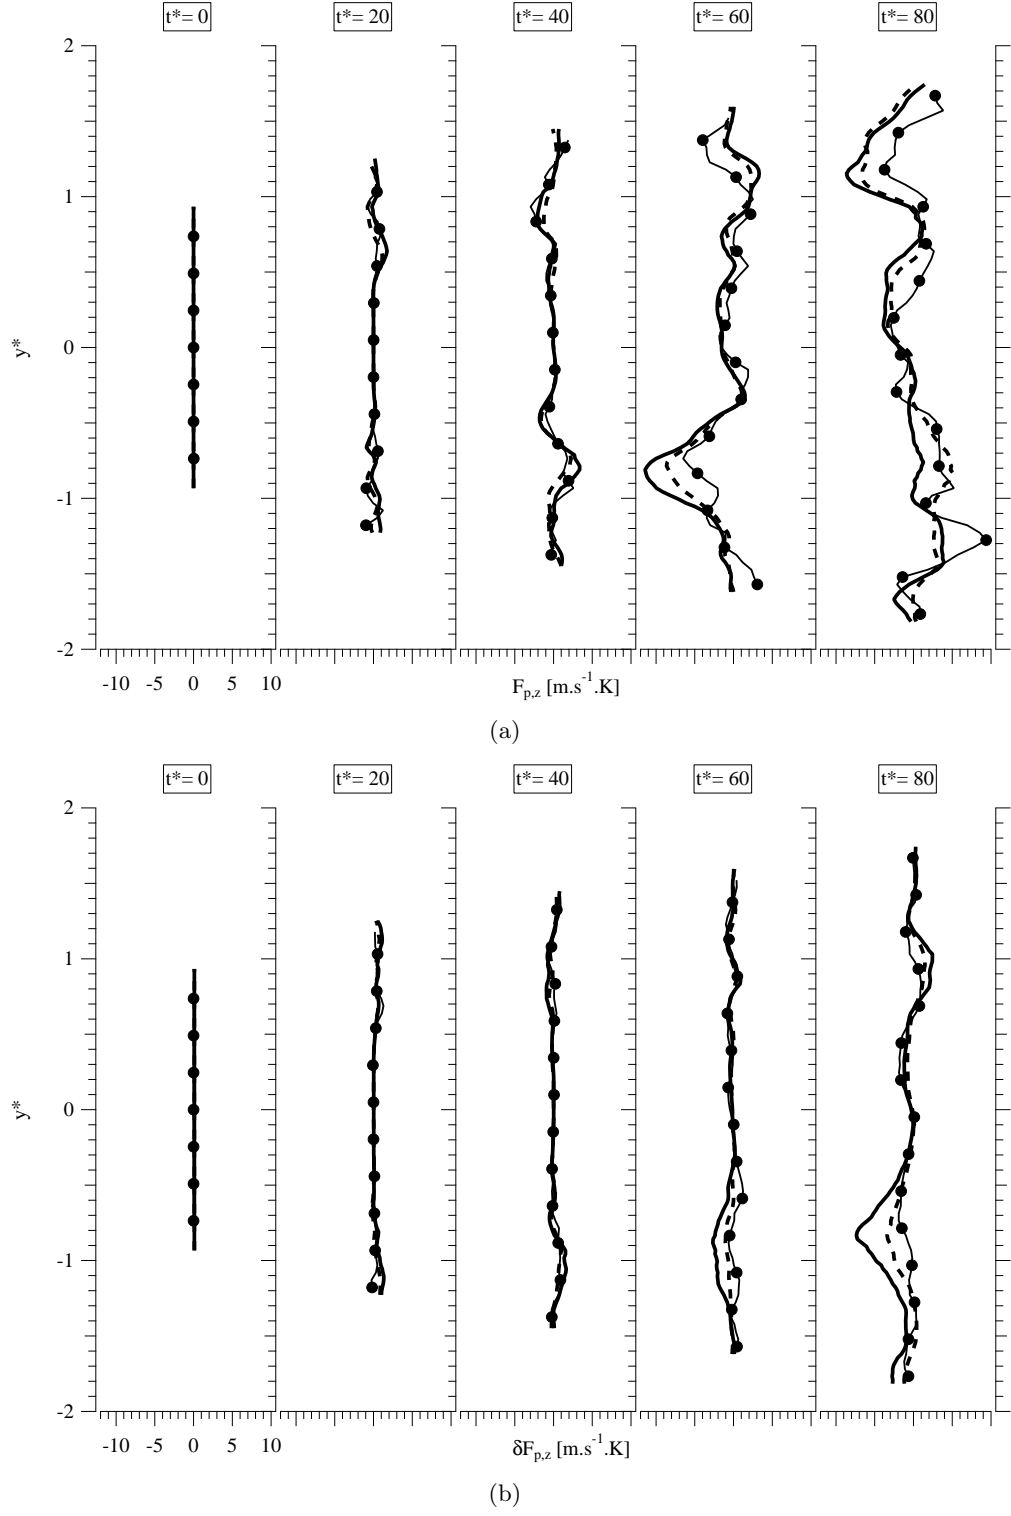 t*= 0 t*= 20 t*= 40 t*= 60 t*= 80
2
1
0
-1
-2
y*
-10 -5 0 5 10
F_{p,z} [m.s^{-1}.K]
(a)
t*= 0 t*= 20 t*= 40 t*= 60 t*= 80
2
1
0
-1
-2
y*
-10 -5 0 5 10
δF_{p,z} [m.s^{-1}.K]
(b)